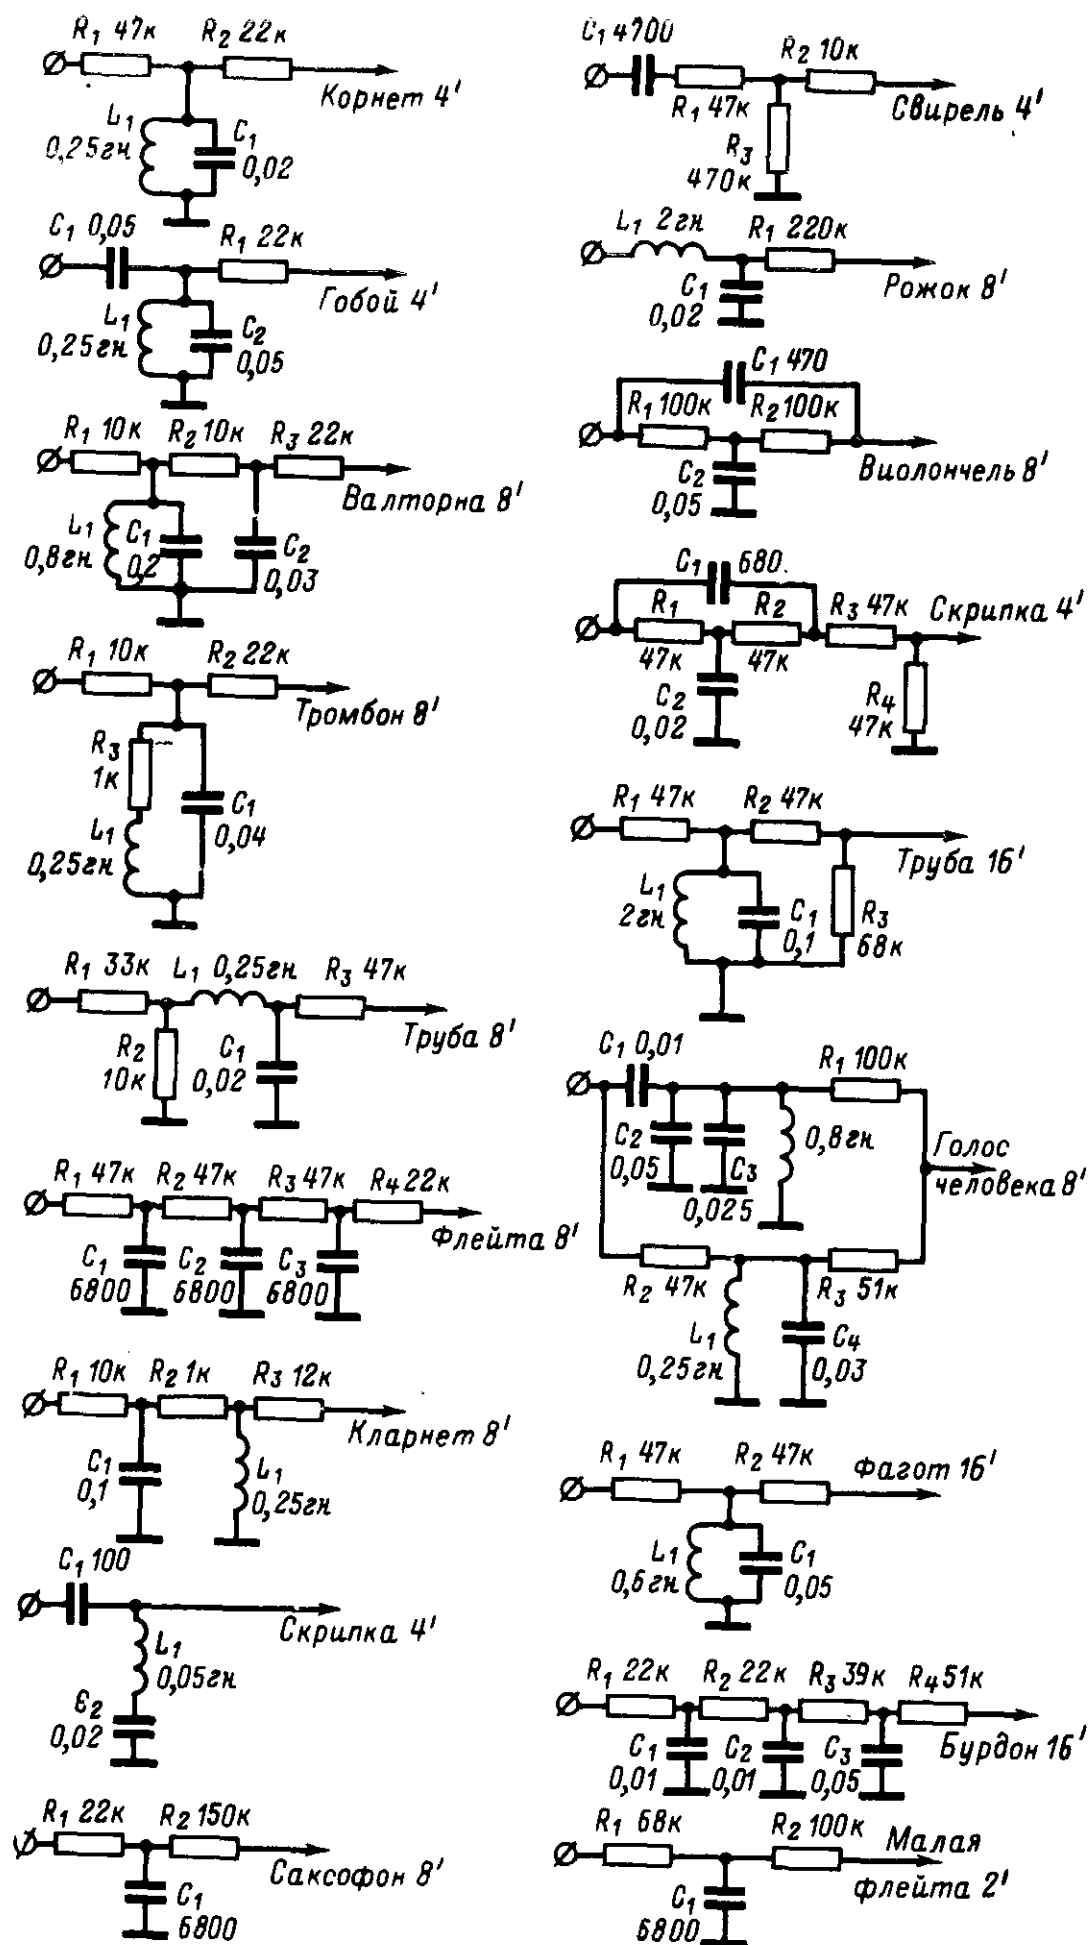 R₁ 47к R₂ 22к
Корнет 4'
L₁
0,25гн
C₁
0,02
C₁ 0,05
R₁ 22к
Гобой 4'
L₁
0,25гн
C₂
0,05
R₁ 10к R₂ 10к R₃ 22к
Валторна 8'
L₁
0,8гн
C₁
0,2
C₂
0,03
R₁ 10к R₂ 22к
Тромбон 8'
R₃
1к
L₁
0,25гн
C₁
0,04
R₁ 33к L₁ 0,25гн R₃ 47к
Труба 8'
R₂
10к
C₁
0,02
R₁ 47к R₂ 47к R₃ 47к R₄ 22к
Флейта 8'
C₁
6800
C₂
6800
C₃
6800
R₁ 10к R₂ 1к R₃ 12к
Кларнет 8'
C₁
0,1
L₁
0,25гн
C₁ 100
Скрипка 4'
L₁
0,05гн
C₂
0,02
R₁ 22к R₂ 150к
Саксофон 8'
C₁
6800
C₁ 4700
R₂ 10к
R₁ 47к
Свирель 4'
R₃
470к
L₁ 2гн R₁ 220к
Рожок 8'
C₁
0,02
C₁ 470
R₁ 100к R₂ 100к
Виолончель 8'
C₂
0,05
C₁ 680
R₁ R₂ R₃ 47к
Скрипка 4'
47к 47к
C₂
0,02
R₄
47к
R₁ 47к R₂ 47к
Труба 16'
L₁
2гн
C₁
0,1
R₃
68к
C₁ 0,01
R₁ 100к
C₂
0,05
C₃
0,025
0,8гн
Голос
человека 8'
R₂ 47к R₃ 51к
L₁
0,25гн
C₄
0,03
R₁ 47к R₂ 47к
Фагот 16'
L₁
0,6гн
C₁
0,05
R₁ 22к R₂ 22к R₃ 39к R₄ 51к
Бурдон 16'
C₁
0,01
C₂
0,01
C₃
0,05
R₁ 68к R₂ 100к
Малая
флейта 2'
C₁
6800